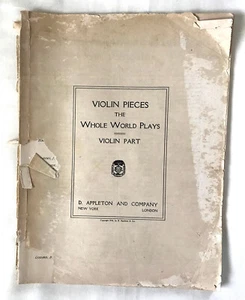 VIOLIN PIECES
THE
WHOLE WORLD PLAYS
VIOLIN PART
D. APPLETON AND COMPANY
NEW YORK LONDON